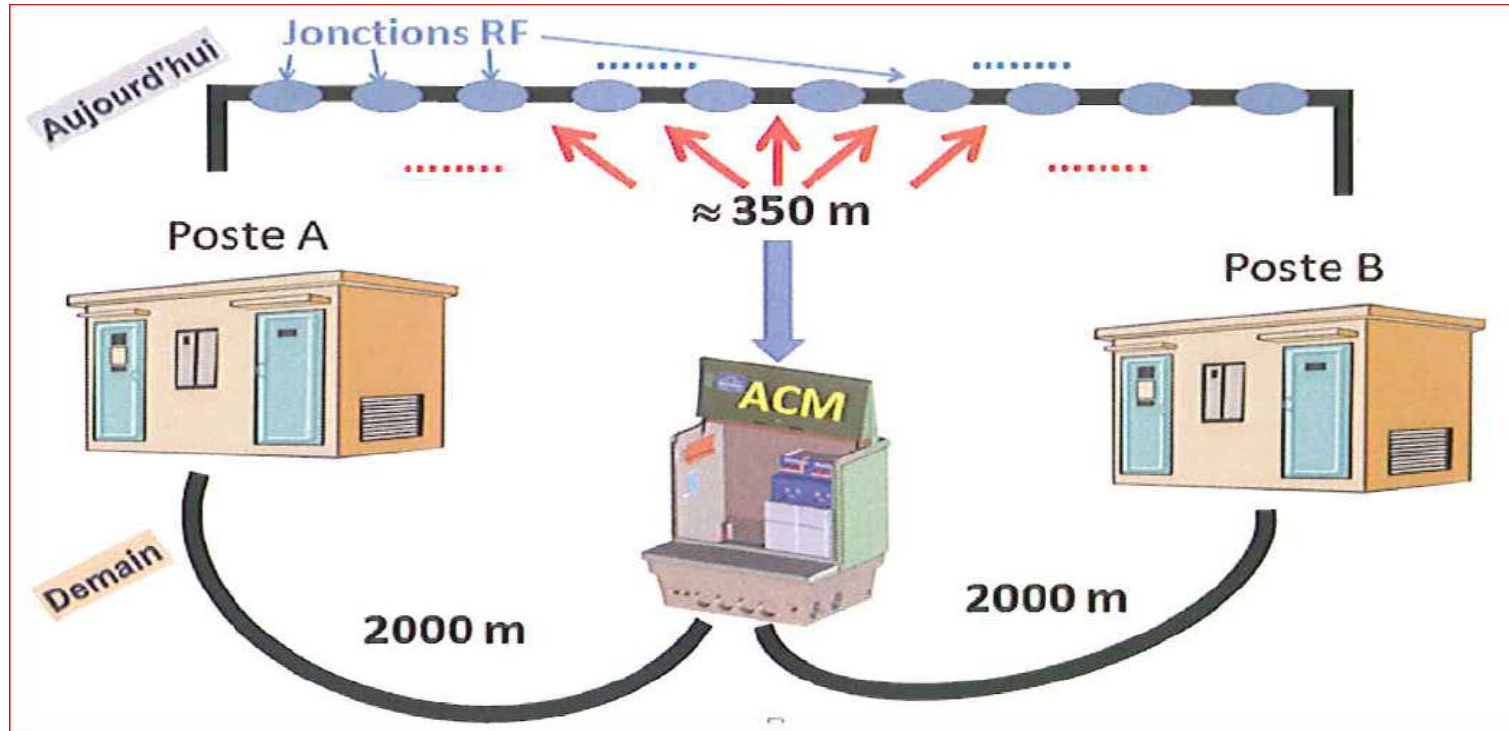 Aujourd'hui
Jonctions RF
≈ 350 m
Poste A
Poste B
ACM
Demain
2000 m
2000 m